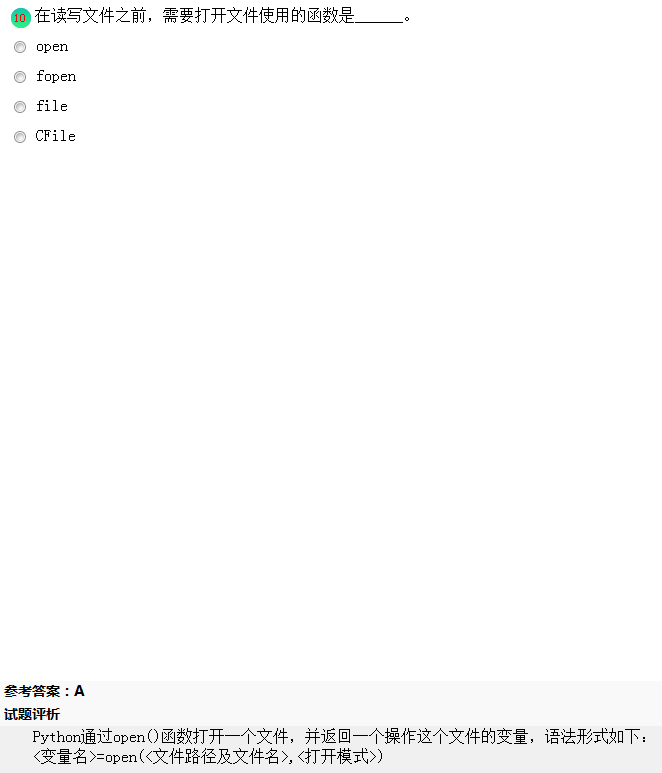 10 在读写文件之前，需要打开文件使用的函数是______。
open
fopen
file
CFile
参考答案：A
试题评析
Python通过open()函数打开一个文件，并返回一个操作这个文件的变量，语法形式如下：
<变量名>=open(<文件路径及文件名>,<打开模式>)